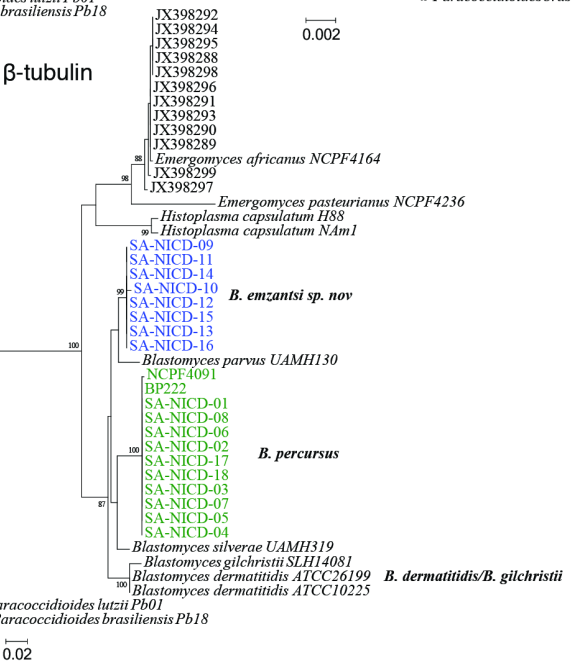 lutzii Pb01
brasiliensis Pb18
0.002
β-tubulin
JX398292
JX398294
JX398295
JX398288
JX398298
JX398296
JX398291
JX398293
JX398290
JX398289
88
Emergomyces africanus NCPF4164
JX398299
98
JX398297
Emergomyces pasteurianus NCPF4236
Histoplasma capsulatum H88
99
Histoplasma capsulatum NAm1
SA-NICD-09
SA-NICD-11
SA-NICD-14
99
SA-NICD-10
B. emzantsi sp. nov
SA-NICD-12
SA-NICD-15
SA-NICD-13
SA-NICD-16
100
Blastomyces parvus UAMH130
NCPF4091
BP222
SA-NICD-01
SA-NICD-08
SA-NICD-06
100
SA-NICD-02
B. percursus
SA-NICD-17
SA-NICD-18
SA-NICD-03
SA-NICD-07
87
SA-NICD-05
SA-NICD-04
Blastomyces silverae UAMH319
Blastomyces gilchristii SLH14081
Blastomyces dermatitidis ATCC26199
B. dermatitidis/B. gilchristii
100
Blastomyces dermatitidis ATCC10225
aracoccidioides lutzii Pb01
aracoccidioides brasiliensis Pb18
0.02